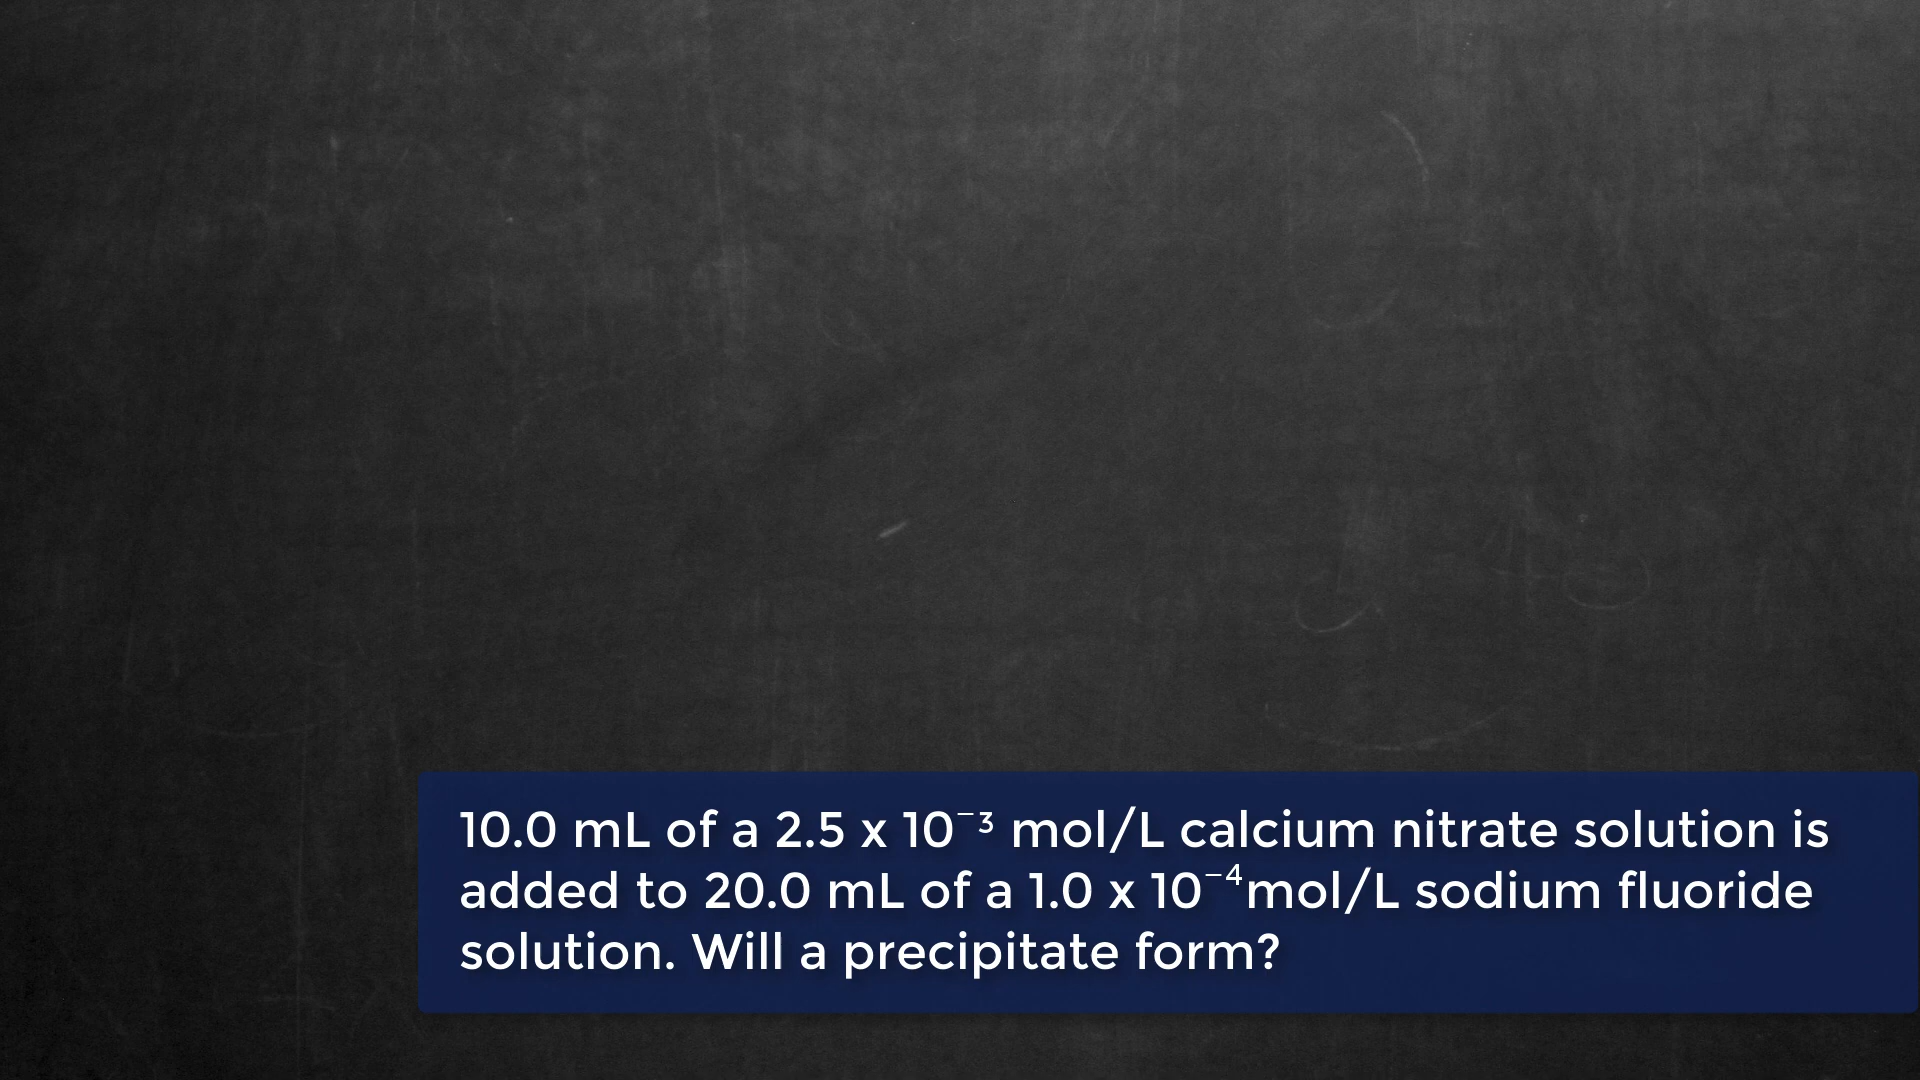 10.0 mL of a 2.5 x 10⁻³ mol/L calcium nitrate solution is
added to 20.0 mL of a 1.0 x 10⁻⁴mol/L sodium fluoride
solution. Will a precipitate form?